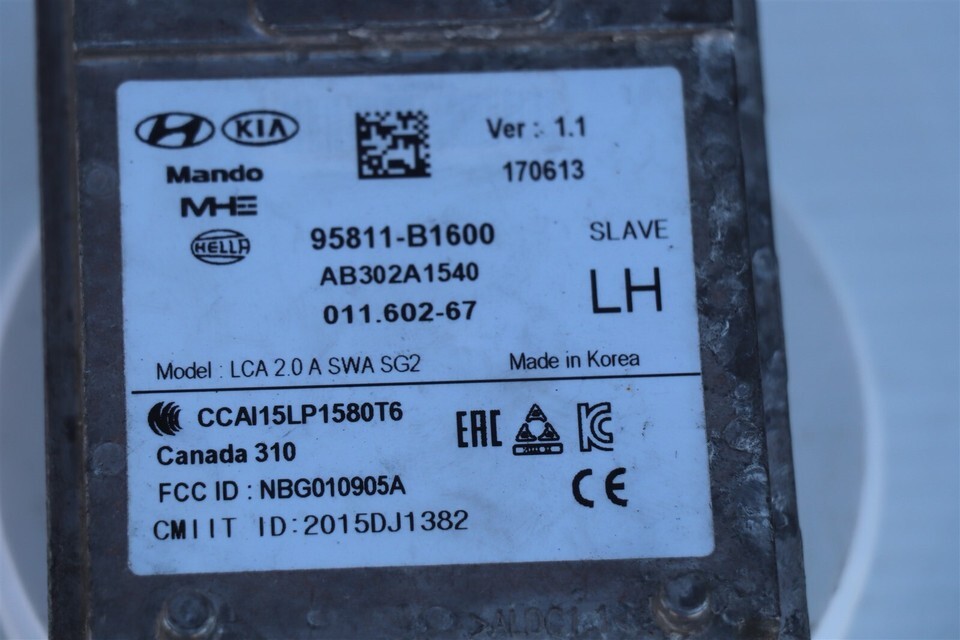 HYUNDAI KIA
Ver : 1.1
170613
Mando
MHE
HELLA
95811-B1600
SLAVE
AB302A1540
LH
011.602-67
Model : LCA 2.0 A SWA SG2
Made in Korea
CCAI15LP1580T6
EAC
Canada 310
FCC ID : NBG010905A
CE
CMIIT ID:2015DJ1382